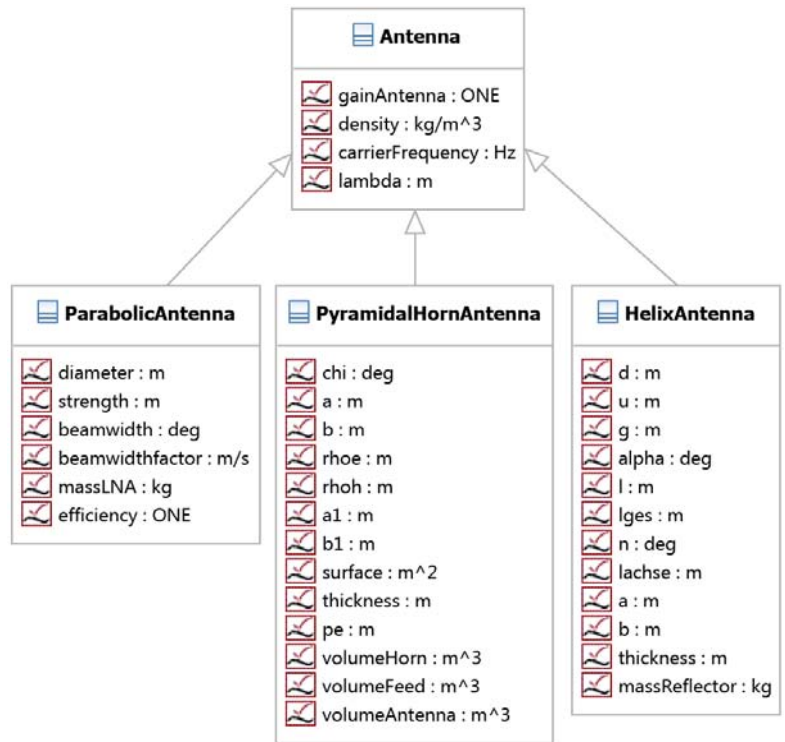 Antenna
gainAntenna : ONE
density : kg/m^3
carrierFrequency : Hz
lambda : m
ParabolicAntenna
diameter : m
strength : m
beamwidth : deg
beamwidthfactor : m/s
massLNA : kg
efficiency : ONE
PyramidalHornAntenna
chi : deg
a : m
b : m
rhoe : m
rhoh : m
a1 : m
b1 : m
surface : m^2
thickness : m
pe : m
volumeHorn : m^3
volumeFeed : m^3
volumeAntenna : m^3
HelixAntenna
d : m
u : m
g : m
alpha : deg
l : m
lges : m
n : deg
lachse : m
a : m
b : m
thickness : m
massReflector : kg